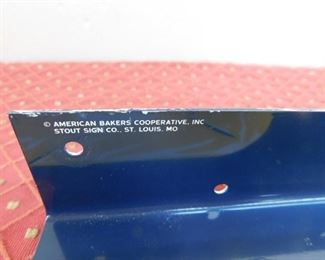 © AMERICAN BAKERS COOPERATIVE, INC
STOUT SIGN CO., ST. LOUIS, MO